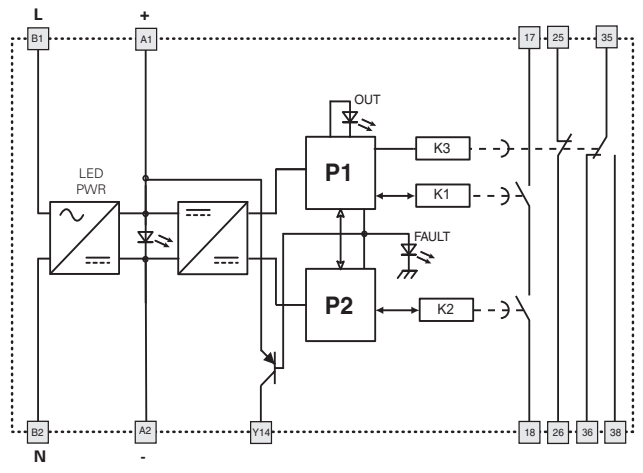 L +
B1 A1 17 25 35
OUT
LED
PWR
P1
K3
K1
FAULT
P2
K2
B2 A2 Y14 18 26 36 38
N -